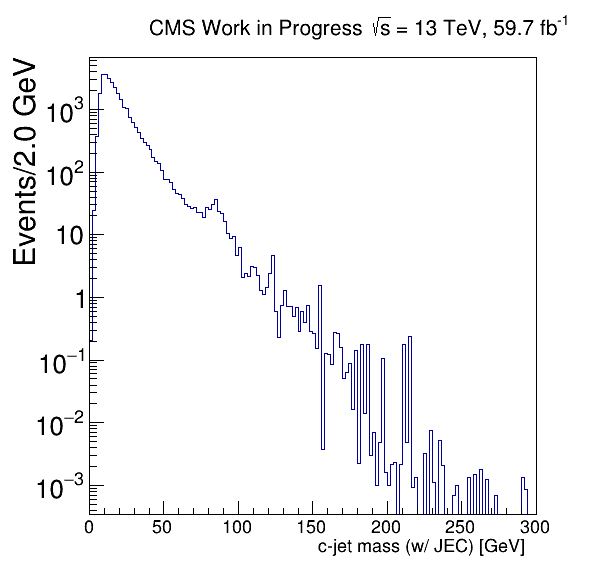 CMS Work in Progress √s = 13 TeV, 59.7 fb⁻¹
Events/2.0 GeV
10³
10²
10
1
10⁻¹
10⁻²
10⁻³
0 50 100 150 200 250 300
c-jet mass (w/ JEC) [GeV]